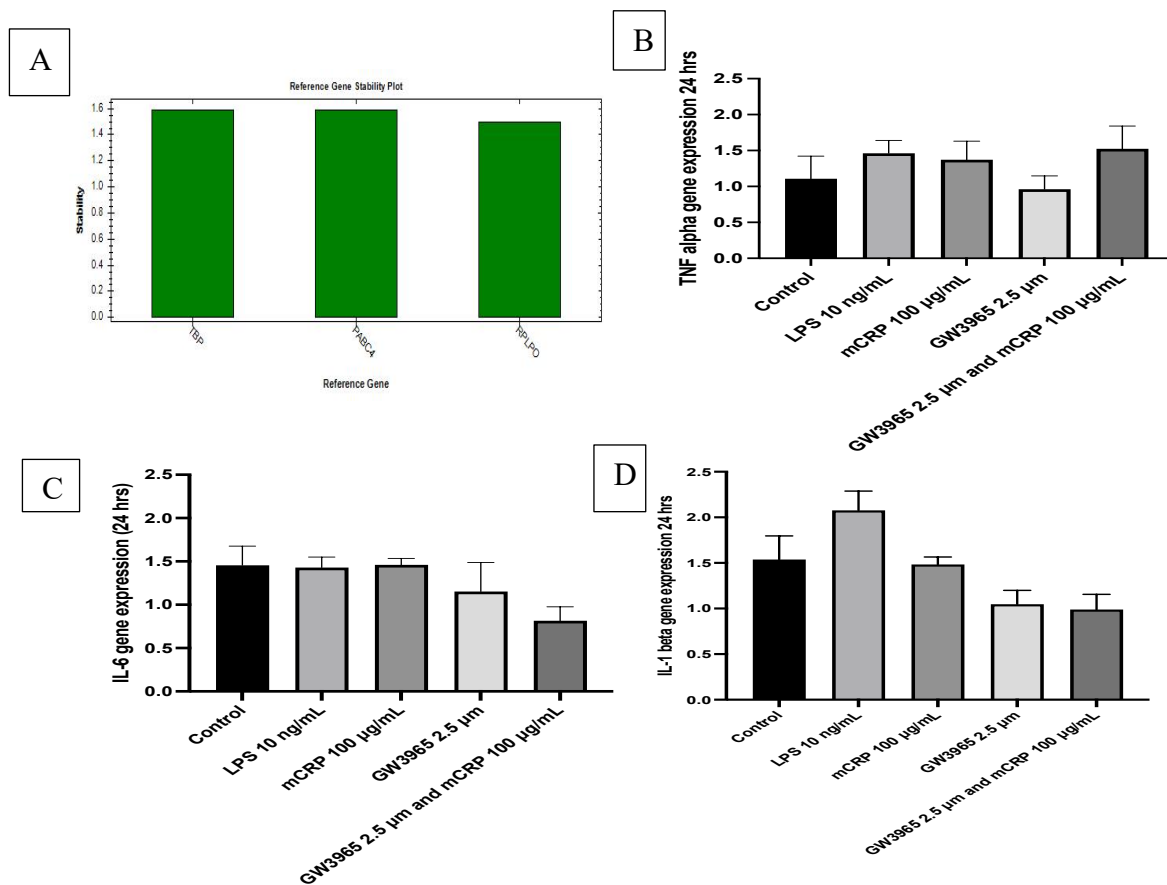 A
Reference Gene Stability Plot
Stability
1.6
1.4
1.2
1.0
0.8
0.6
0.4
0.2
0.0
TBP
PABC4
RPLPO
Reference Gene
B
TNF alpha gene expression 24 hrs
2.5
2.0
1.5
1.0
0.5
0.0
Control
LPS 10 ng/mL
mCRP 100 µg/mL
GW3965 2.5 µm
GW3965 2.5 µm and mCRP 100 µg/mL
C
IL-6 gene expression (24 hrs)
2.5
2.0
1.5
1.0
0.5
0.0
Control
LPS 10 ng/mL
mCRP 100 µg/mL
GW3965 2.5 µm
GW3965 2.5 µm and mCRP 100 µg/mL
D
IL-1 beta gene expression 24 hrs
2.5
2.0
1.5
1.0
0.5
0.0
Control
LPS 10 ng/mL
mCRP 100 µg/mL
GW3965 2.5 µm
GW3965 2.5 µm and mCRP 100 µg/mL